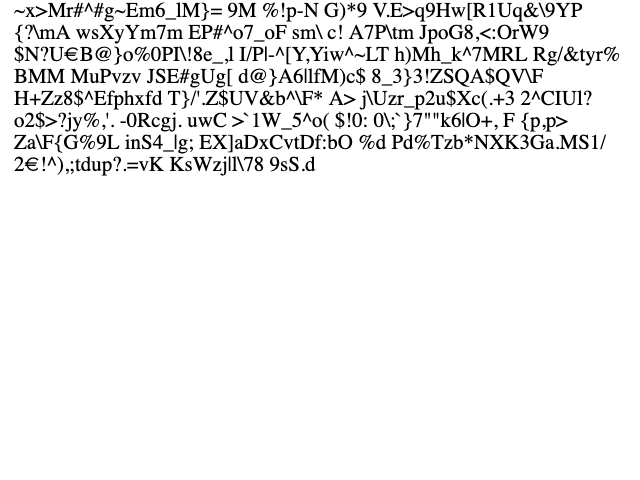 ~x>Mr#^#g~Em6_lM}= 9M %!p-N G)*9 V.E>q9Hw[R1Uq&\9YP
{?\mA wsXyYm7m EP#^o7_oF sm\ c! A7P\tm JpoG8,<:OrW9
$N?U€B@}o%0PI\!8e_,l I/P|-^[Y,Yiw^~LT h)Mh_k^7MRL Rg/&tyr%
BMM MuPvzv JSE#gUg[ d@}A6|lfM)c$ 8_3}3!Z$QA$QV\F
H+Zz8$^Efphxfd T}/'.Z$UV&b^\F* A> j\Uzr_p2u$Xc(.+3 2^CIUl?
o2$>?jy%,'. -0Rcgj. uwC >`1W_5^o( $!0: 0\;`}7""k6|O+, F {p,p>
Za\F{G%9L inS4_|g; EX]aDxCvtDf:bO %d Pd%Tzb*NXK3Ga.MS1/
2€!^),;tdup?.=vK KsWzj|l\78 9sS.d